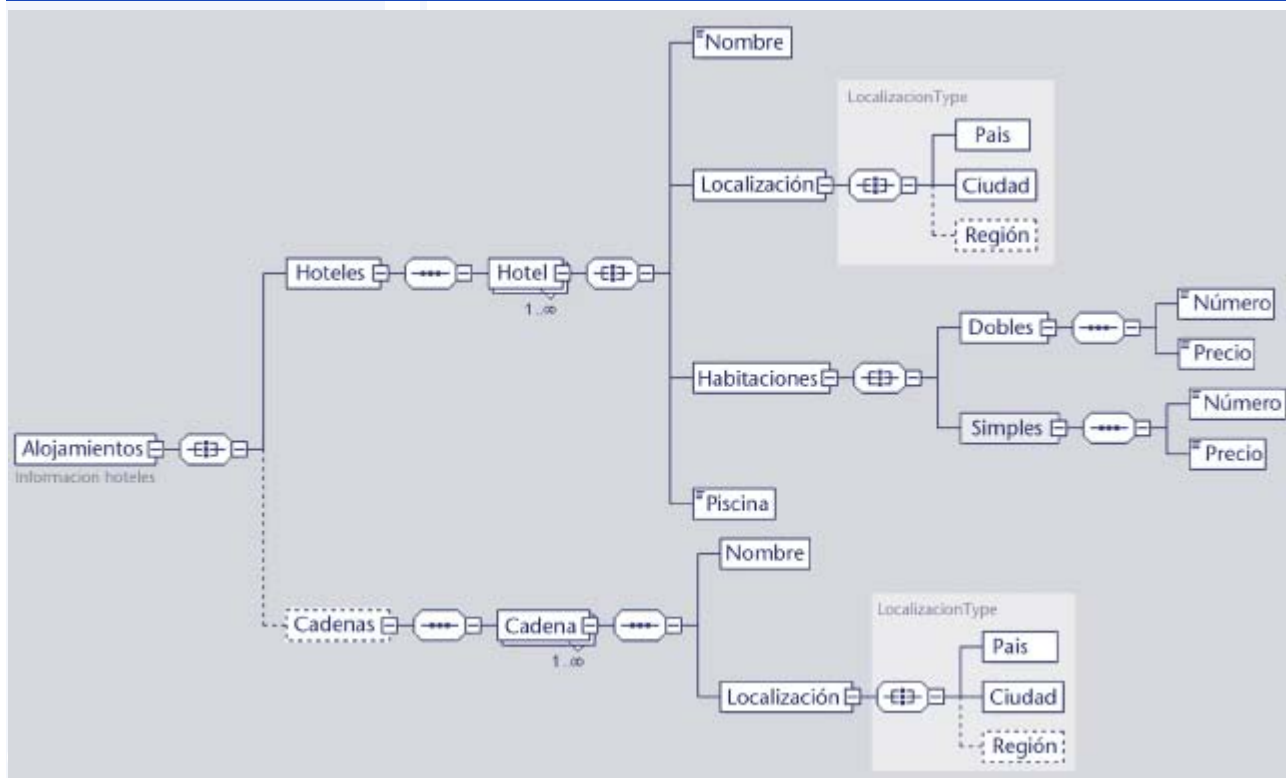 Nombre
LocalizacionType
Pais
Localización
Ciudad
Región
Hoteles
Hotel
1..∞
Dobles
Número
Precio
Habitaciones
Simples
Número
Precio
Alojamientos
Informacion hoteles
Piscina
Nombre
LocalizacionType
Cadenas
Cadena
1..∞
Pais
Localización
Ciudad
Región